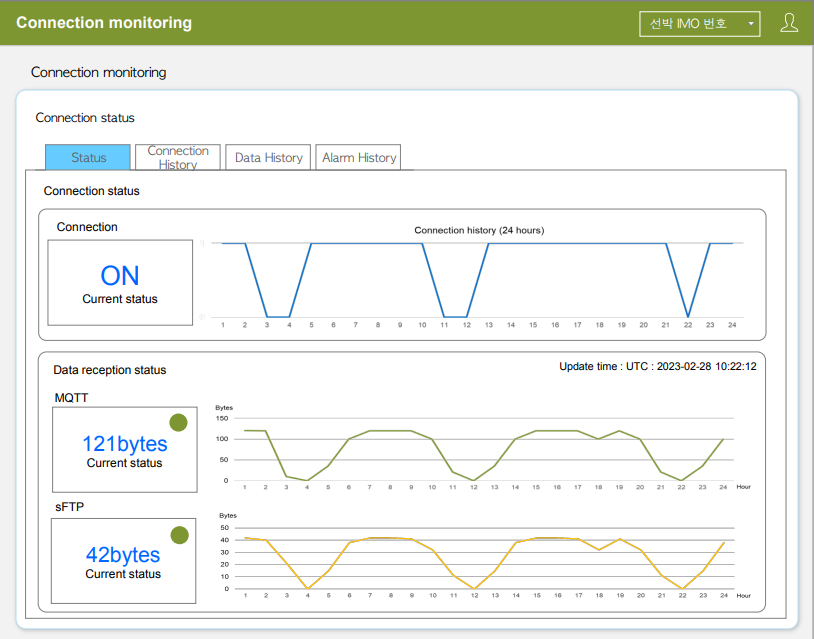 Connection monitoring
선박 IMO 번호
Connection monitoring
Connection status
Status
Connection
History
Data History
Alarm History
Connection status
Connection
ON
Current status
Connection history (24 hours)
1 2 3 4 5 6 7 8 9 10 11 12 13 14 15 16 17 18 19 20 21 22 23 24
Data reception status
Update time : UTC : 2023-02-28 10:22:12
MQTT
121bytes
Current status
Bytes
150
100
50
0
1 2 3 4 5 6 7 8 9 10 11 12 13 14 15 16 17 18 19 20 21 22 23 24 Hour
sFTP
42bytes
Current status
Bytes
50
40
30
20
10
0
1 2 3 4 5 6 7 8 9 10 11 12 13 14 15 16 17 18 19 20 21 22 23 24 Hour